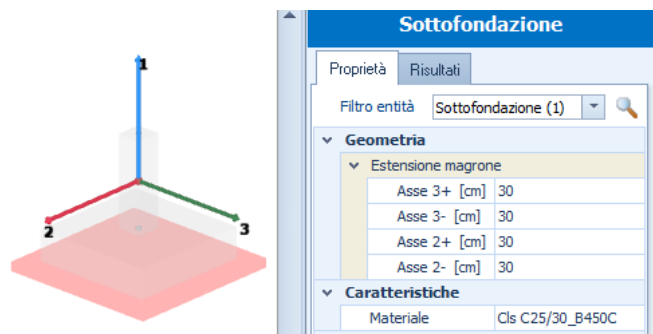 1
2
3
Sottofondazione
Proprietà Risultati
Filtro entità Sottofondazione (1)
Geometria
Estensione magrone
Asse 3+ [cm] 30
Asse 3- [cm] 30
Asse 2+ [cm] 30
Asse 2- [cm] 30
Caratteristiche
Materiale Cls C25/30_B450C